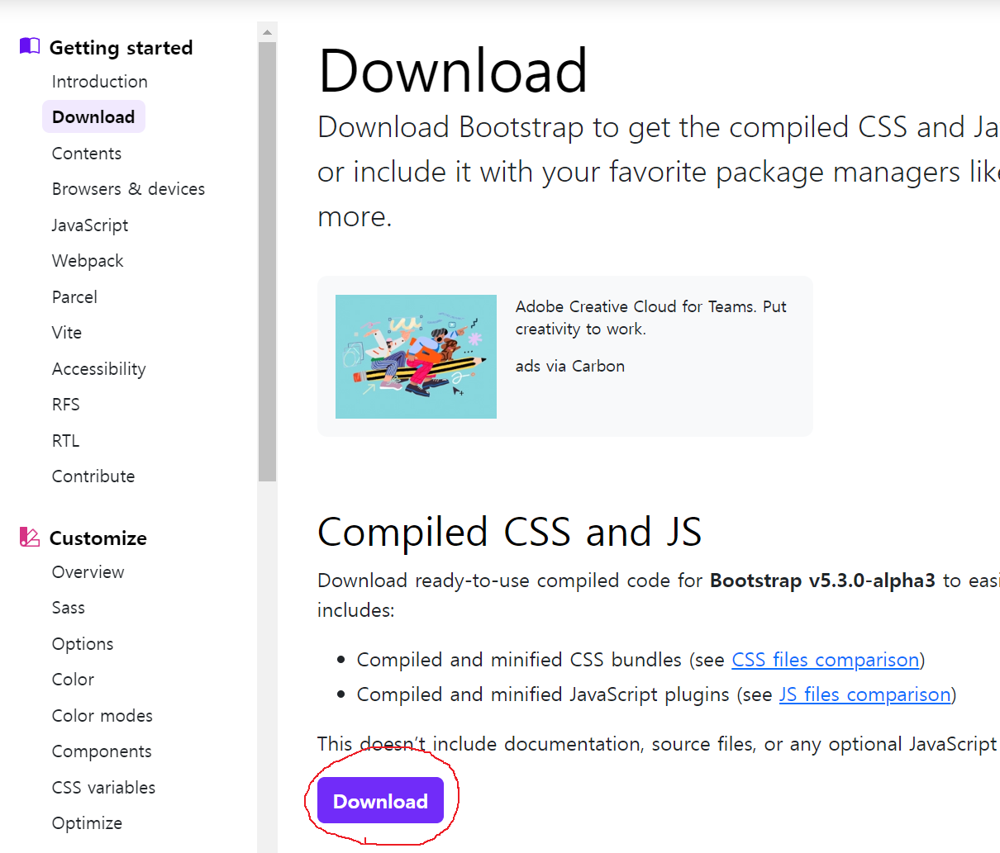 Getting started
Introduction
Download
Contents
Browsers & devices
JavaScript
Webpack
Parcel
Vite
Accessibility
RFS
RTL
Contribute
Customize
Overview
Sass
Options
Color
Color modes
Components
CSS variables
Optimize
Download
Download Bootstrap to get the compiled CSS and Ja
or include it with your favorite package managers like
more.
Adobe Creative Cloud for Teams. Put
creativity to work.
ads via Carbon
Compiled CSS and JS
Download ready-to-use compiled code for Bootstrap v5.3.0-alpha3 to easi
includes:
• Compiled and minified CSS bundles (see CSS files comparison)
• Compiled and minified JavaScript plugins (see JS files comparison)
This doesn’t include documentation, source files, or any optional JavaScript
Download